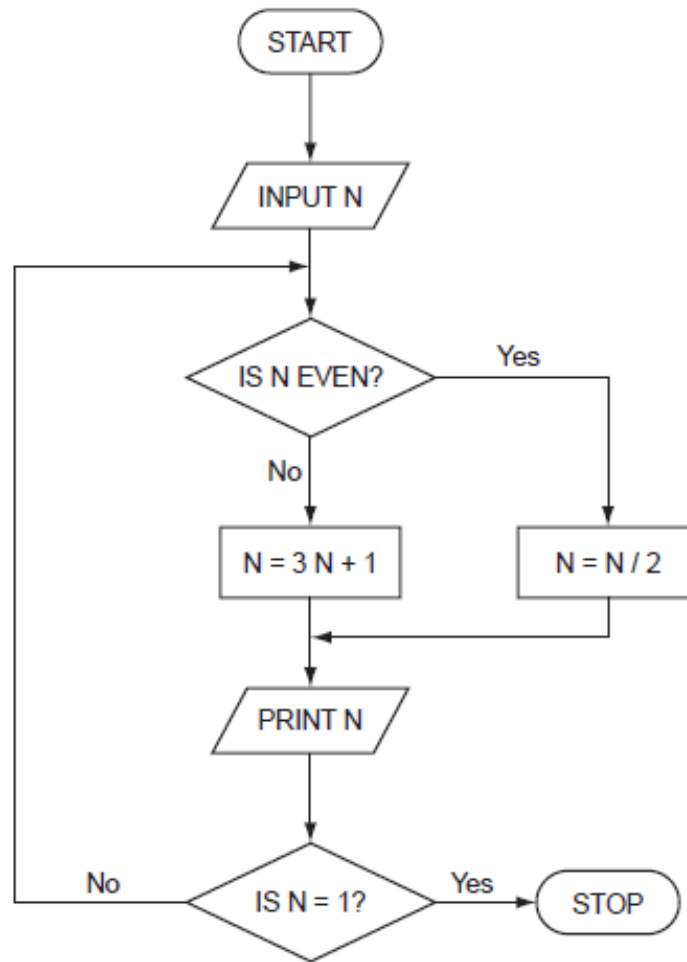 START
INPUT N
IS N EVEN?
Yes
No
N = 3 N + 1
N = N / 2
PRINT N
No
IS N = 1?
Yes
STOP